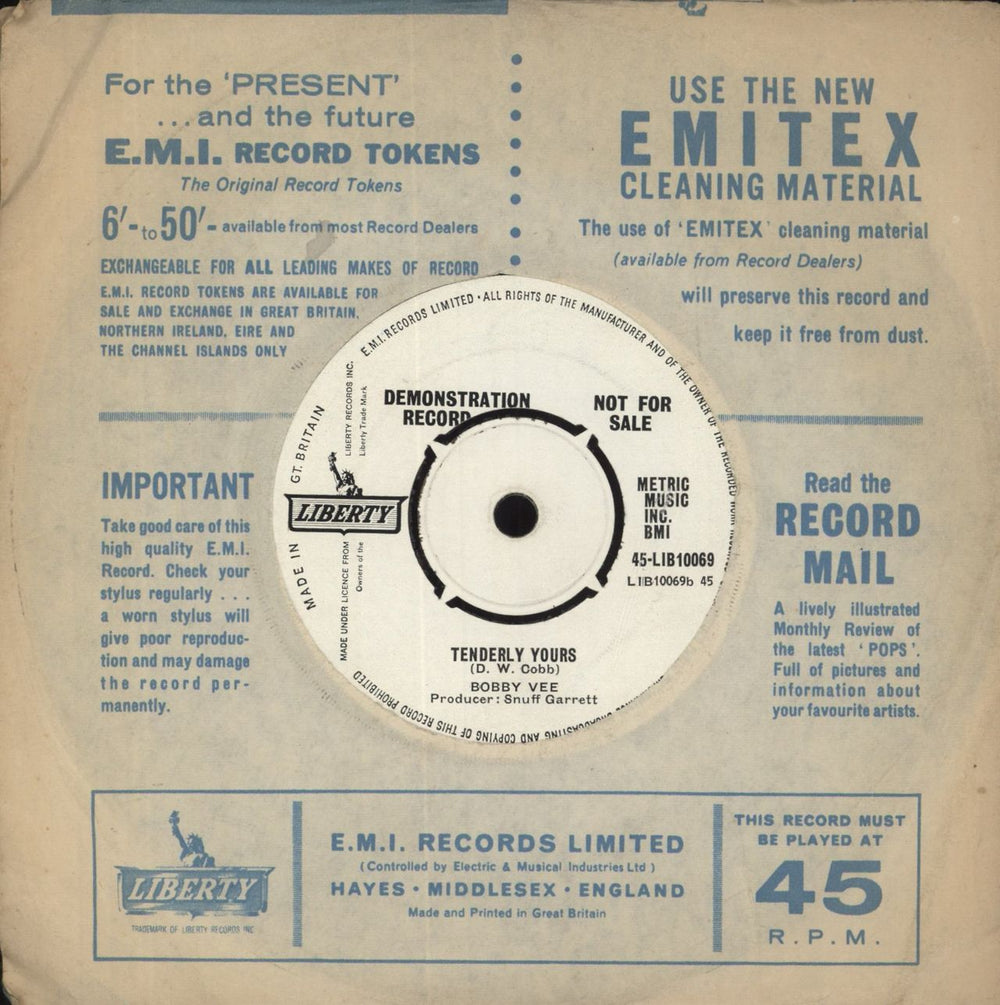 For the 'PRESENT'
...and the future
E.M.I. RECORD TOKENS
The Original Record Tokens
6'- to 50'- available from most Record Dealers
EXCHANGEABLE FOR ALL LEADING MAKES OF RECORD
E.M.I. RECORD TOKENS ARE AVAILABLE FOR
SALE AND EXCHANGE IN GREAT BRITAIN,
NORTHERN IRELAND, EIRE AND
THE CHANNEL ISLANDS ONLY
USE THE NEW
EMITEX
CLEANING MATERIAL
The use of 'EMITEX' cleaning material
(available from Record Dealers)
will preserve this record and
keep it free from dust.
IMPORTANT
Take good care of this
high quality E.M.I.
Record. Check your
stylus regularly ...
a worn stylus will
give poor reproduc-
tion and may damage
the record per-
manently.
E.M.I. RECORDS LIMITED · ALL RIGHTS OF THE MANUFACTURER AND OF THE OWNER OF THE RECORDED
BROADCASTING AND COPYING OF THIS RECORD PROHIBITED
MADE IN GT. BRITAIN
LIBERTY RECORDS INC.
Liberty Trade Mark
LIBERTY
MADE UNDER LICENCE FROM
Owners of the
DEMONSTRATION
RECORD
NOT FOR
SALE
METRIC
MUSIC
INC.
BMI
45-LIB10069
LIB10069b 45
TENDERLY YOURS
(D. W. Cobb)
BOBBY VEE
Producer: Snuff Garrett
Read the
RECORD
MAIL
A lively illustrated
Monthly Review of
the latest 'POPS'.
Full of pictures and
information about
your favourite artists.
LIBERTY
TRADEMARK OF LIBERTY RECORDS INC
E.M.I. RECORDS LIMITED
(Controlled by Electric & Musical Industries Ltd)
HAYES · MIDDLESEX · ENGLAND
Made and Printed in Great Britain
THIS RECORD MUST
BE PLAYED AT
45
R.P.M.